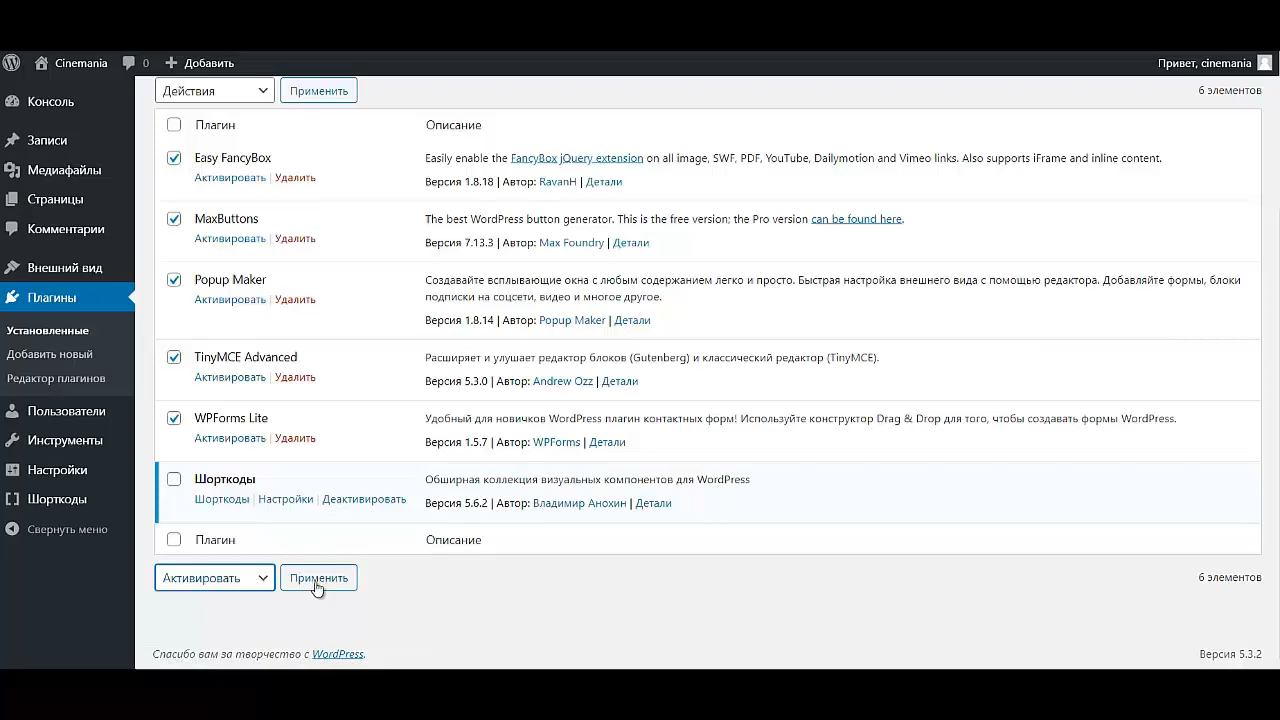 Cinemania 0 Добавить Привет, cinemania
Консоль
Записи
Медиафайлы
Страницы
Комментарии
Внешний вид
Плагины
Установленные
Добавить новый
Редактор плагинов
Пользователи
Инструменты
Настройки
Шорткоды
Свернуть меню
Действия Применить 6 элементов
Плагин Описание
Easy FancyBox Easily enable the FancyBox jQuery extension on all image, SWF, PDF, YouTube, Dailymotion and Vimeo links. Also supports iFrame and inline content.
Активировать | Удалить Версия 1.8.18 | Автор: RavanH | Детали
MaxButtons The best WordPress button generator. This is the free version; the Pro version can be found here.
Активировать | Удалить Версия 7.13.3 | Автор: Max Foundry | Детали
Popup Maker Создавайте всплывающие окна с любым содержанием легко и просто. Быстрая настройка внешнего вида с помощью редактора. Добавляйте формы, блоки
Активировать | Удалить подписки на соцсети, видео и многое другое.
Версия 1.8.14 | Автор: Popup Maker | Детали
TinyMCE Advanced Расширяет и улушает редактор блоков (Gutenberg) и классический редактор (TinyMCE).
Активировать | Удалить Версия 5.3.0 | Автор: Andrew Ozz | Детали
WPForms Lite Удобный для новичков WordPress плагин контактных форм! Используйте конструктор Drag & Drop для того, чтобы создавать формы WordPress.
Активировать | Удалить Версия 1.5.7 | Автор: WPForms | Детали
Шорткоды Обширная коллекция визуальных компонентов для WordPress
Шорткоды | Настройки | Деактивировать Версия 5.6.2 | Автор: Владимир Анохин | Детали
Плагин Описание
Активировать Применить 6 элементов
Спасибо вам за творчество с WordPress. Версия 5.3.2